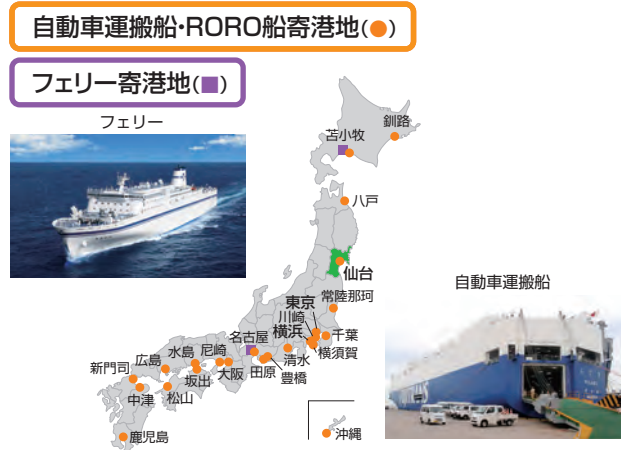 自動車運搬船・RORO船寄港地(●)
フェリー寄港地(■)
フェリー
釧路
苫小牧
八戸
仙台
自動車運搬船
常陸那珂
東京
川崎
横浜
千葉
横須賀
名古屋
清水
豊橋
田原
大阪
尼崎
水島
坂出
広島
松山
新門司
中津
鹿児島
沖縄